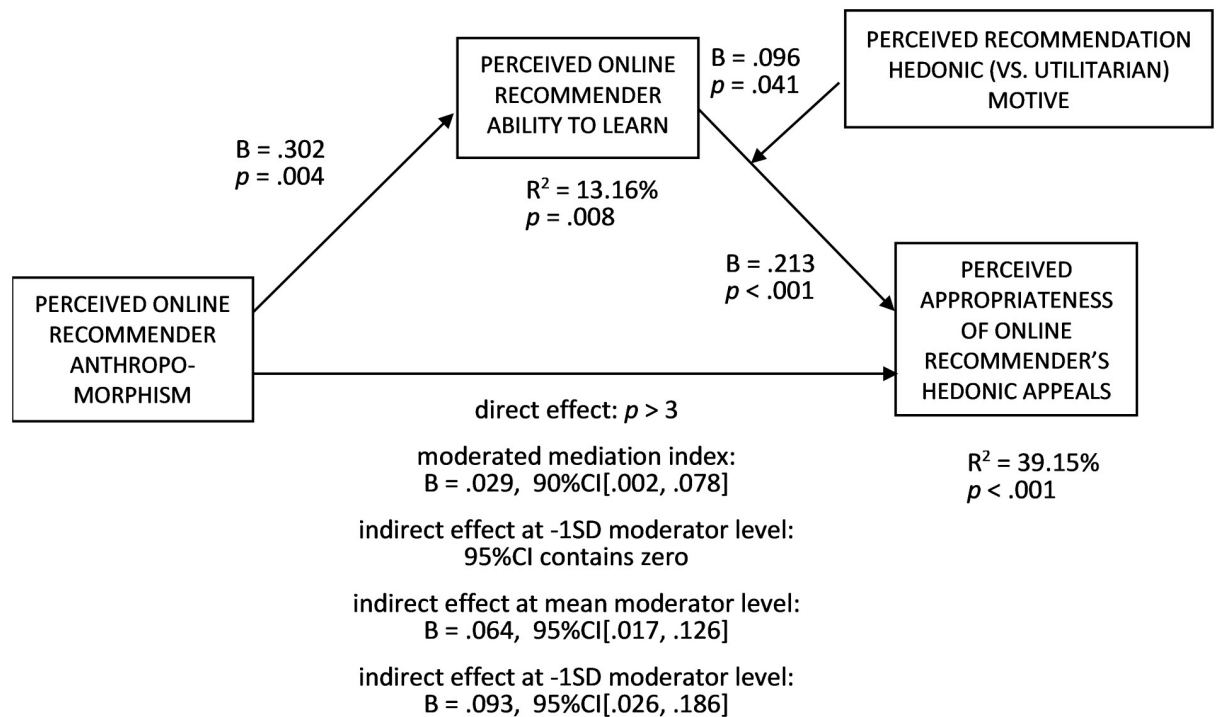 PERCEIVED ONLINE
RECOMMENDER
ABILITY TO LEARN
B = .096
p = .041
PERCEIVED RECOMMENDATION
HEDONIC (VS. UTILITARIAN)
MOTIVE
B = .302
p = .004
R² = 13.16%
p = .008
B = .213
p < .001
PERCEIVED ONLINE
RECOMMENDER
ANTHROPO-
MORPHISM
PERCEIVED
APPROPRIATENESS
OF ONLINE
RECOMMENDER’S
HEDONIC APPEALS
direct effect: p > 3
moderated mediation index:
B = .029, 90%CI[.002, .078]
R² = 39.15%
p < .001
indirect effect at -1SD moderator level:
95%CI contains zero
indirect effect at mean moderator level:
B = .064, 95%CI[.017, .126]
indirect effect at -1SD moderator level:
B = .093, 95%CI[.026, .186]